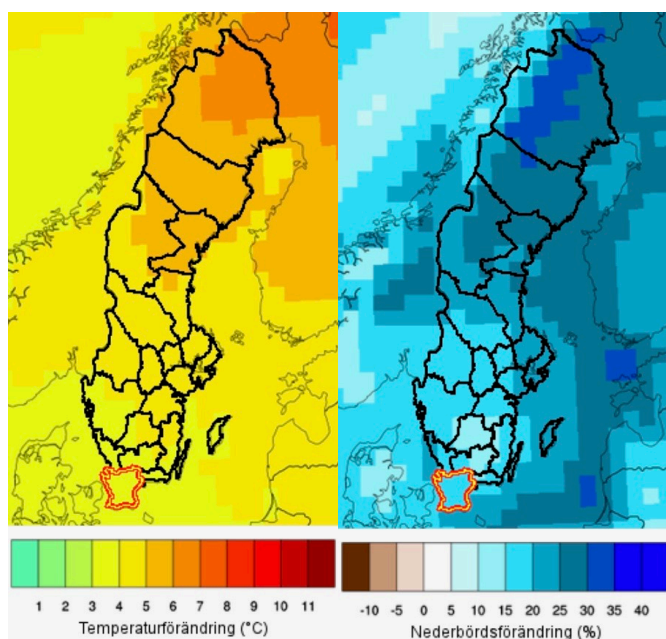 1 2 3 4 5 6 7 8 9 10 11
Temperaturförändring (°C)
-10 -5 0 5 10 15 20 25 30 35 40
Nederbördsförändring (%)